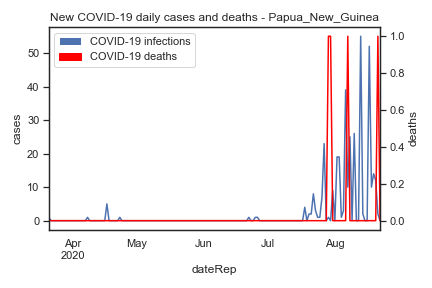 New COVID-19 daily cases and deaths - Papua_New_Guinea
COVID-19 infections
COVID-19 deaths
50
40
30
20
10
0
cases
1.0
0.8
0.6
0.4
0.2
0.0
deaths
Apr
2020
May
Jun
Jul
Aug
dateRep